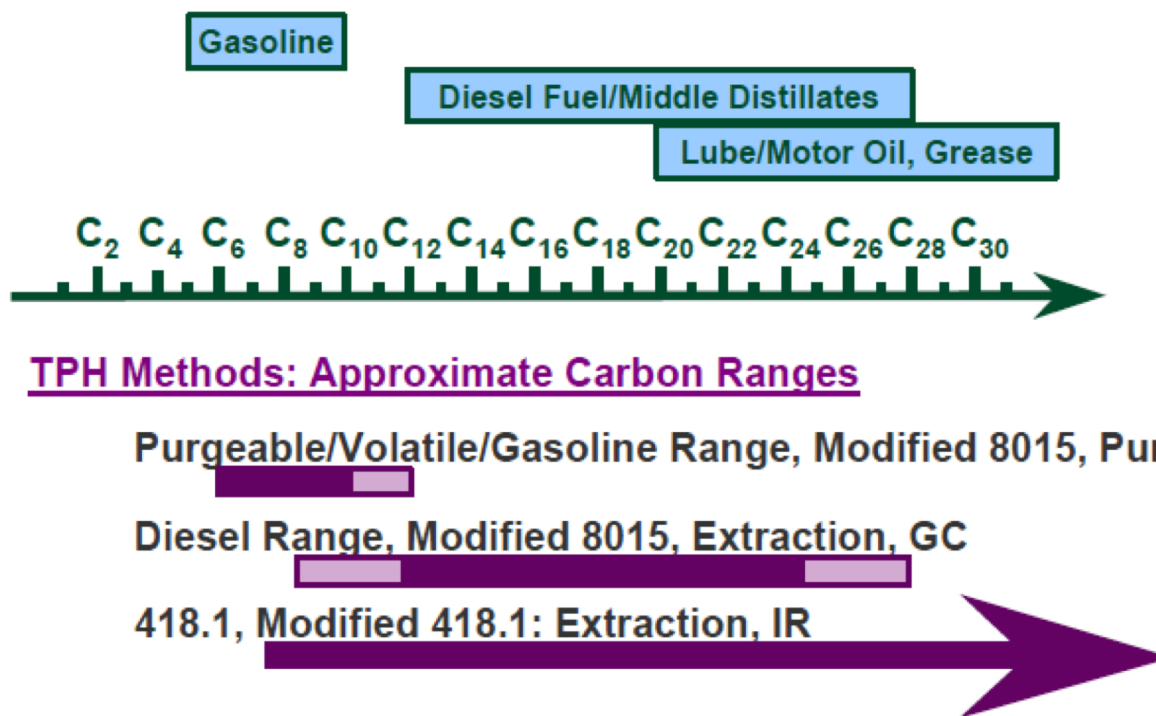 Gasoline
Diesel Fuel/Middle Distillates
Lube/Motor Oil, Grease
C2 C4 C6 C8 C10 C12 C14 C16 C18 C20 C22 C24 C26 C28 C30
TPH Methods: Approximate Carbon Ranges
Purgeable/Volatile/Gasoline Range, Modified 8015,
Diesel Range, Modified 8015, Extraction, GC
418.1, Modified 418.1: Extraction, IR